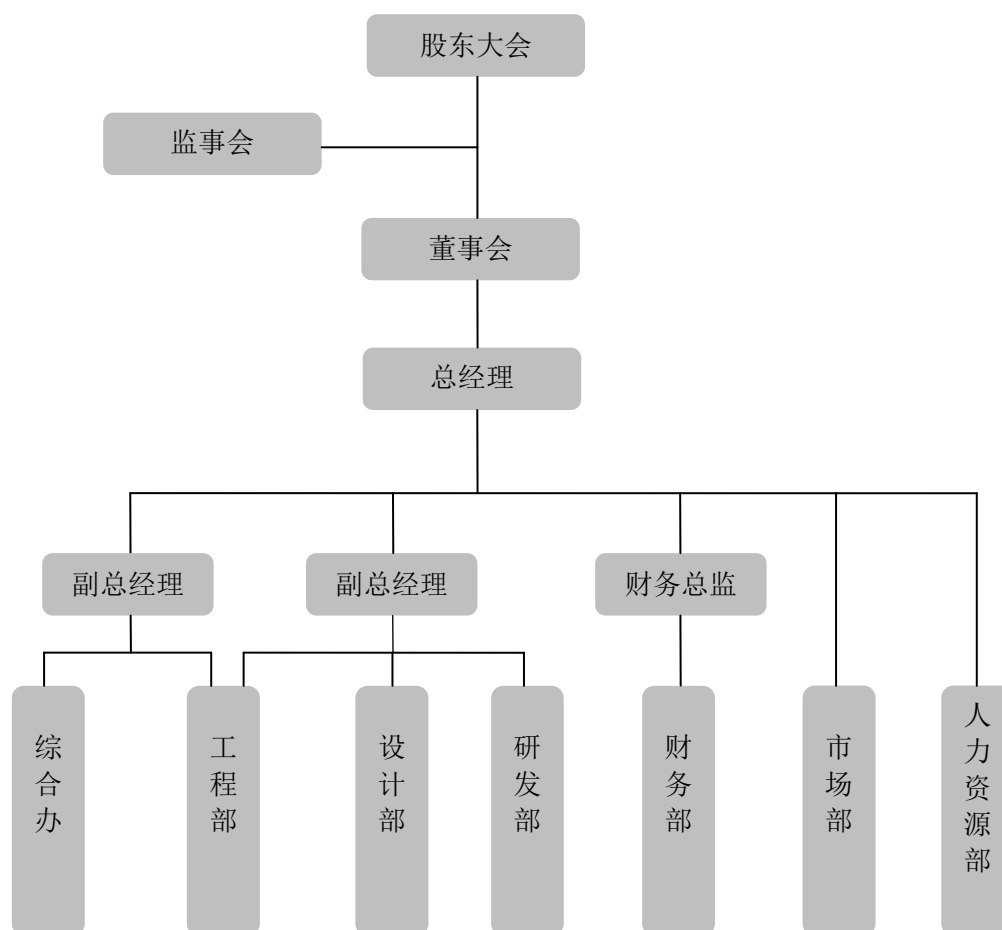 股东大会
监事会
董事会
总经理
副总经理
副总经理
财务总监
综合办
工程部
设计部
研发部
财务部
市场部
人力资源部